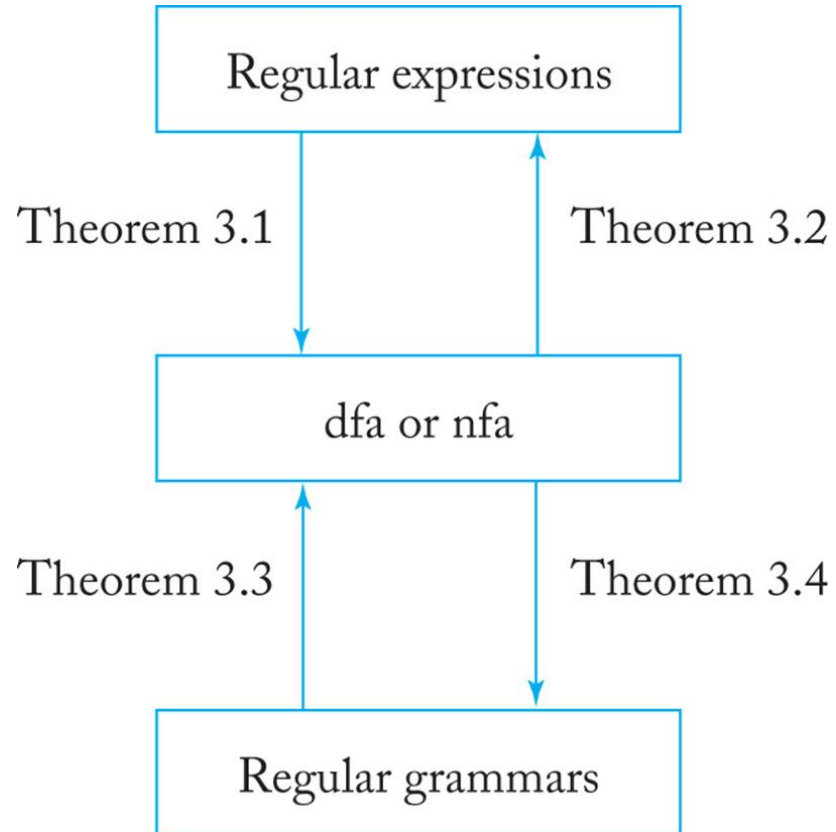 Regular expressions
Theorem 3.1
Theorem 3.2
dfa or nfa
Theorem 3.3
Theorem 3.4
Regular grammars